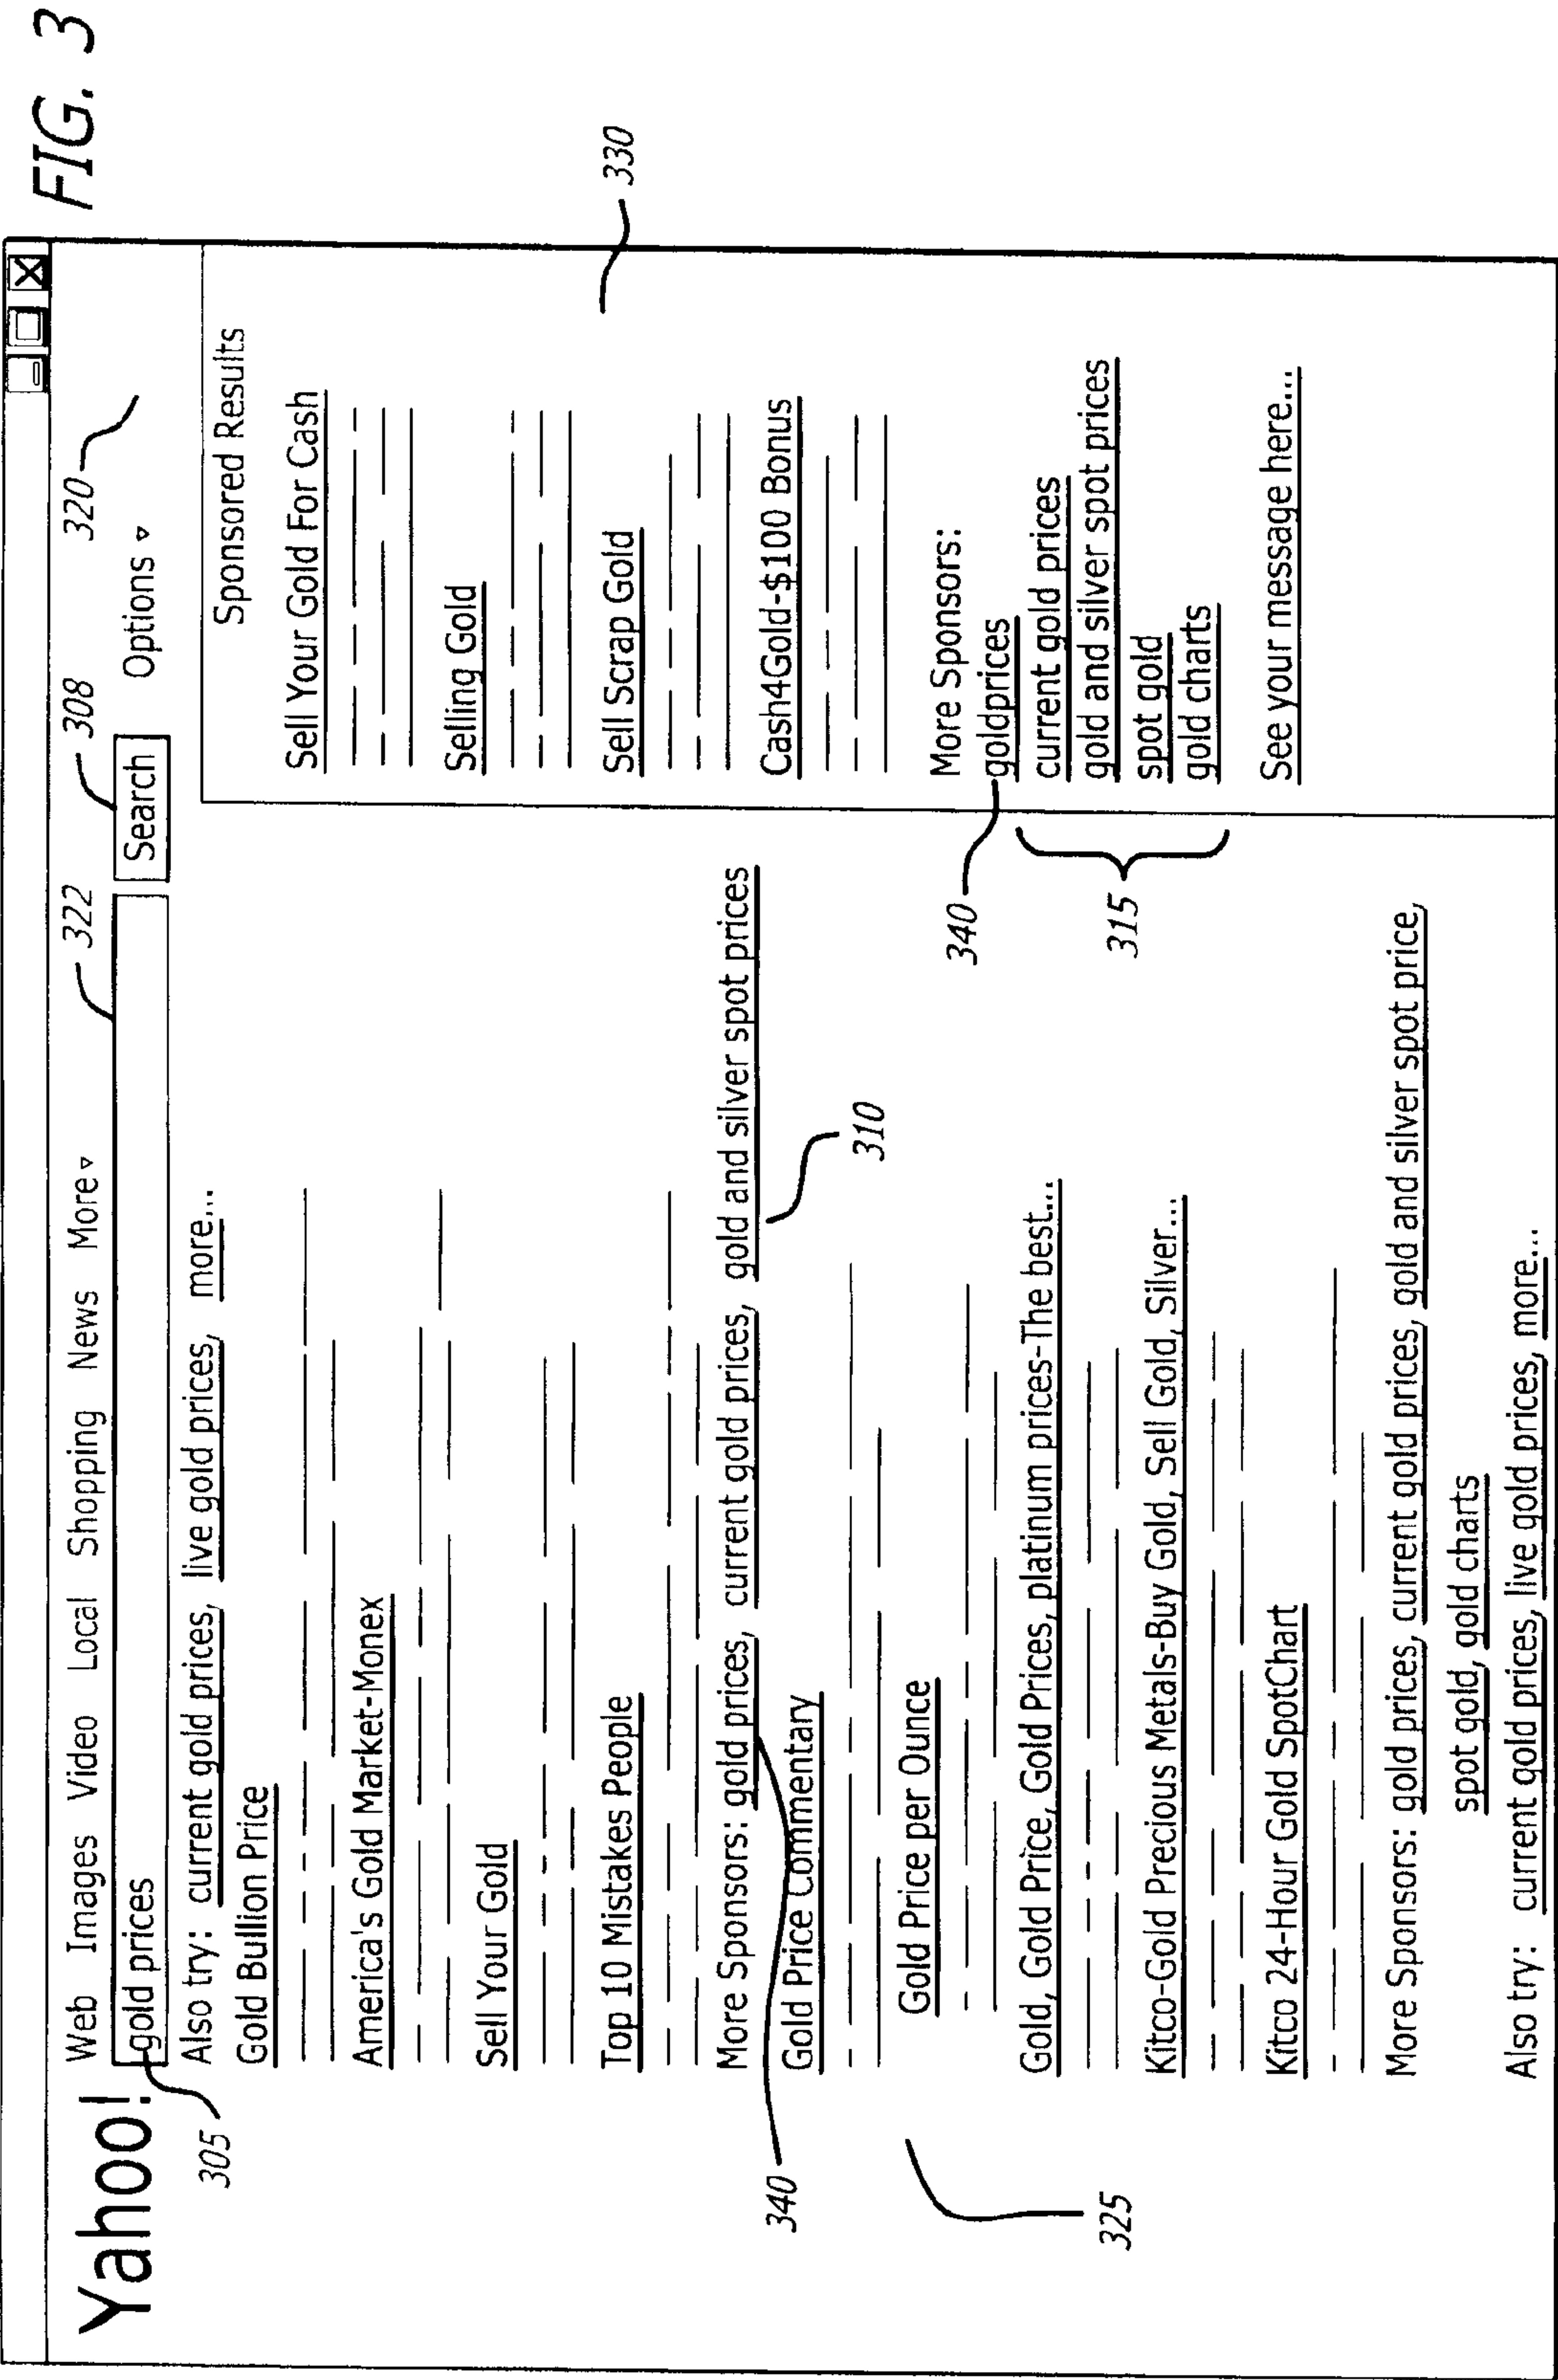 FIG. 3
320
322
308
Yahoo!
Web Images Video Local Shopping News More
gold prices
Search
Options
305
Also try: current gold prices, live gold prices, more...
Gold Bullion Price
America's Gold Market-Monex
Sell Your Gold
Top 10 Mistakes People
More Sponsors: gold prices, current gold prices, gold and silver spot prices
340
310
Gold Price Commentary
Gold Price per Ounce
325
Gold, Gold Price, Gold Prices, platinum prices-The best...
Kitco-Gold Precious Metals-Buy Gold, Sell Gold, Silver...
Kitco 24-Hour Gold SpotChart
More Sponsors: gold prices, current gold prices, gold and silver spot price,
spot gold, gold charts
Also try: current gold prices, live gold prices, more...
Sponsored Results
Sell Your Gold For Cash
Selling Gold
330
Sell Scrap Gold
Cash4Gold-$100 Bonus
More Sponsors:
340
goldprices
current gold prices
gold and silver spot prices
315
spot gold
gold charts
See your message here...